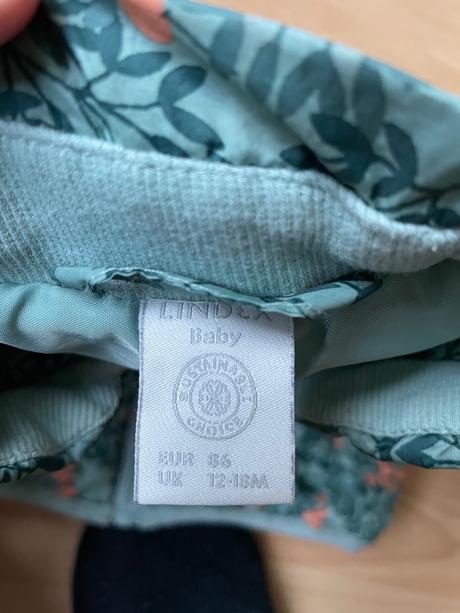 LINDEX
Baby
SUSTAINABLE
CHOICE
EUR 86
UK 12-18M